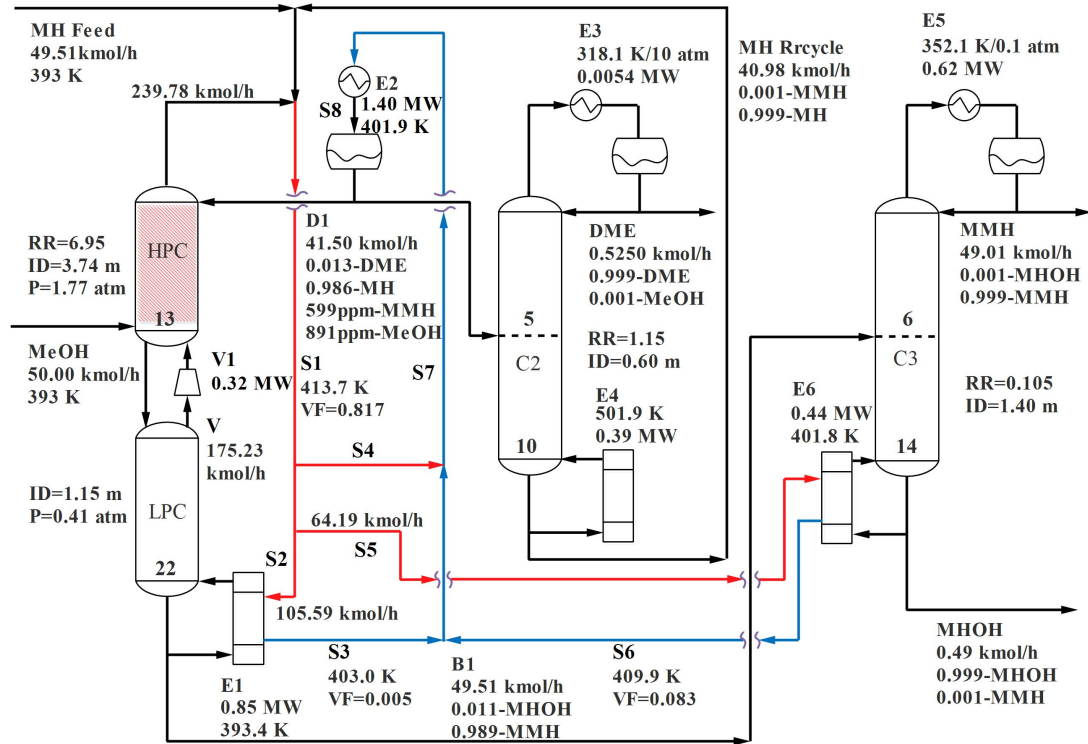 MH Feed
49.51kmol/h
393 K
239.78 kmol/h
E2
1.40 MW
401.9 K
S8
E3
318.1 K/10 atm
0.0054 MW
MH Rrcycle
40.98 kmol/h
0.001-MMH
0.999-MH
E5
352.1 K/0.1 atm
0.62 MW
RR=6.95
ID=3.74 m
P=1.77 atm
HPC
13
D1
41.50 kmol/h
0.013-DME
0.986-MH
599ppm-MMH
891ppm-MeOH
S1
413.7 K
VF=0.817
S7
DME
0.5250 kmol/h
0.999-DME
0.001-MeOH
5
C2
10
RR=1.15
ID=0.60 m
E4
501.9 K
0.39 MW
MMH
49.01 kmol/h
0.001-MHOH
0.999-MMH
6
C3
14
RR=0.105
ID=1.40 m
E6
0.44 MW
401.8 K
MeOH
50.00 kmol/h
393 K
V1
0.32 MW
V
175.23
kmol/h
ID=1.15 m
P=0.41 atm
LPC
22
S4
64.19 kmol/h
S5
S2
105.59 kmol/h
S3
403.0 K
VF=0.005
E1
0.85 MW
393.4 K
B1
49.51 kmol/h
0.011-MHOH
0.989-MMH
S6
409.9 K
VF=0.083
MHOH
0.49 kmol/h
0.999-MHOH
0.001-MMH